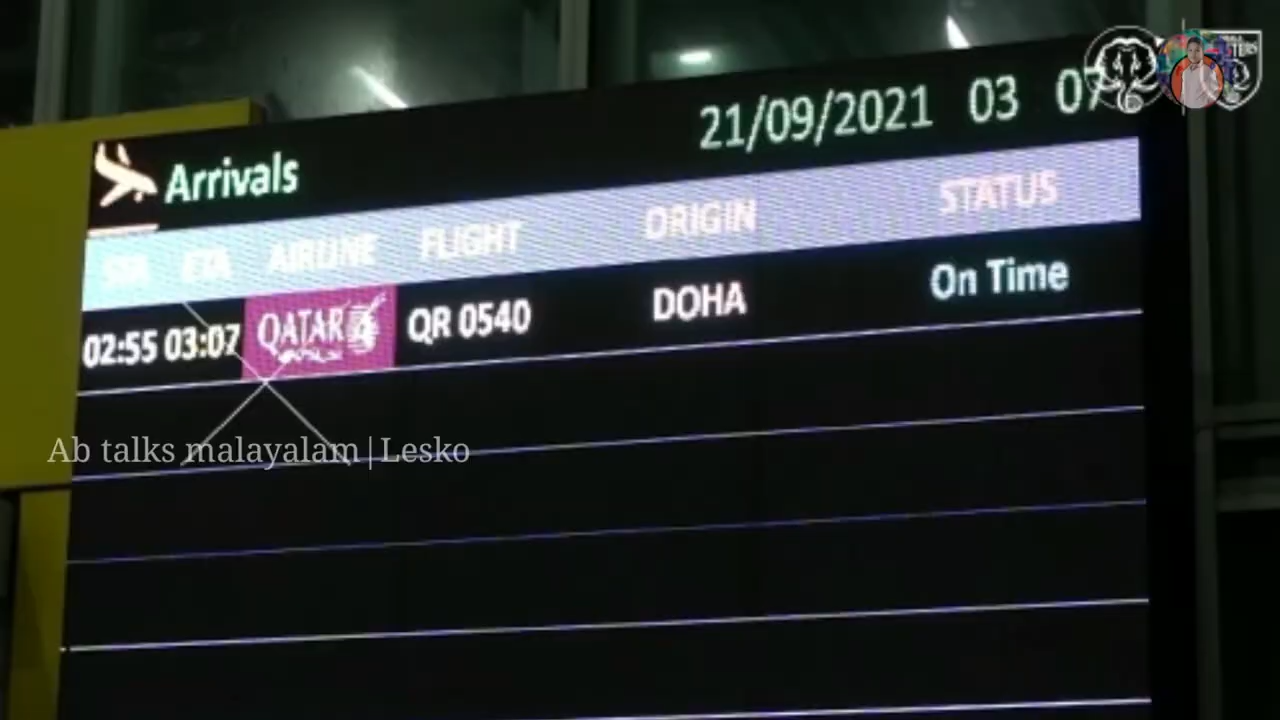 21/09/2021 03 07
Arrivals
STA ETA AIRLINE FLIGHT ORIGIN STATUS
02:55 03:07 QATAR QR 0540 DOHA On Time
Ab talks malayalam|Lesko